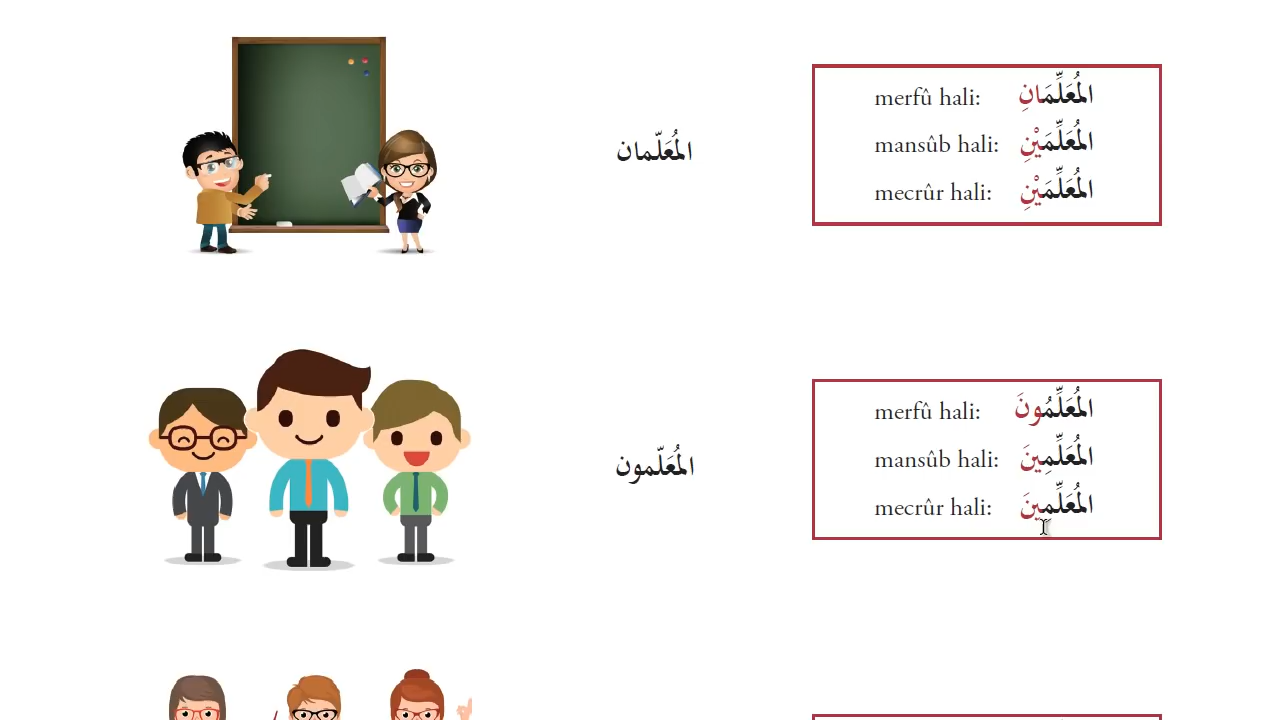 المُعَلّمان
merfû hali: المُعَلِّمَانِ
mansûb hali: المُعَلِّمَيْنِ
mecrûr hali: المُعَلِّمَيْنِ
المُعَلّمون
merfû hali: المُعَلِّمُونَ
mansûb hali: المُعَلِّمِينَ
mecrûr hali: المُعَلِّمِينَ